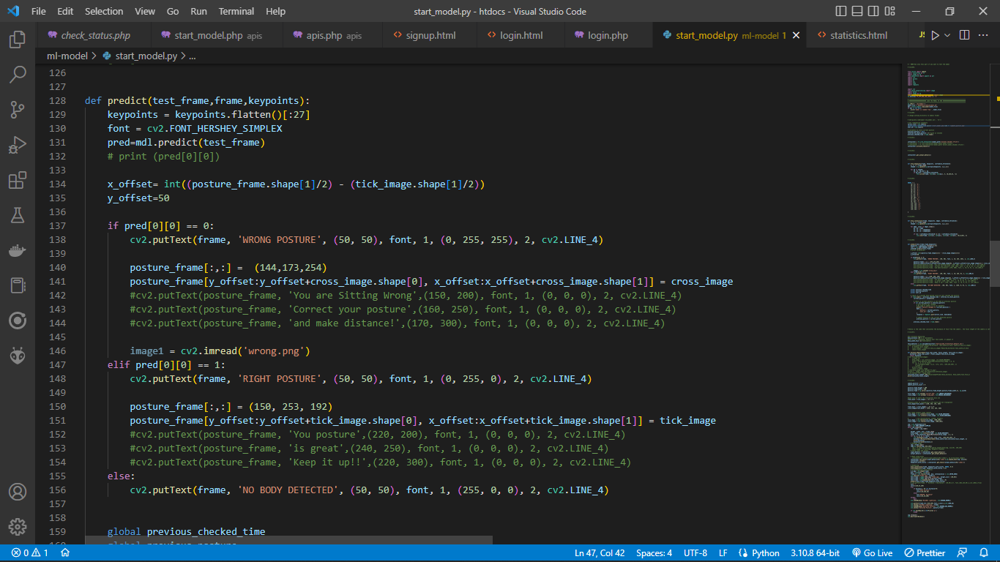 File Edit Selection View Go Run Terminal Help start_model.py - htdocs - Visual Studio Code
check_status.php start_model.php apis apis.php apis signup.html login.html login.php start_model.py ml-model 1 statistics.html JS
ml-model > start_model.py > ...
126
127
128 def predict(test_frame,frame,keypoints):
129 keypoints = keypoints.flatten()[:27]
130 font = cv2.FONT_HERSHEY_SIMPLEX
131 pred=mdl.predict(test_frame)
132 # print (pred[0][0])
133
134 x_offset= int((posture_frame.shape[1]/2) - (tick_image.shape[1]/2))
135 y_offset=50
136
137 if pred[0][0] == 0:
138 cv2.putText(frame, 'WRONG POSTURE', (50, 50), font, 1, (0, 255, 255), 2, cv2.LINE_4)
139
140 posture_frame[:,:] =  (144,173,254)
141 posture_frame[y_offset:y_offset+cross_image.shape[0], x_offset:x_offset+cross_image.shape[1]] = cross_image
142 #cv2.putText(posture_frame, 'You are Sitting Wrong',(150, 200), font, 1, (0, 0, 0), 2, cv2.LINE_4)
143 #cv2.putText(posture_frame, 'Correct your posture',(160, 250), font, 1, (0, 0, 0), 2, cv2.LINE_4)
144 #cv2.putText(posture_frame, 'and make distance!',(170, 300), font, 1, (0, 0, 0), 2, cv2.LINE_4)
145
146 image1 = cv2.imread('wrong.png')
147 elif pred[0][0] == 1:
148 cv2.putText(frame, 'RIGHT POSTURE', (50, 50), font, 1, (0, 255, 0), 2, cv2.LINE_4)
149
150 posture_frame[:,:] = (150, 253, 192)
151 posture_frame[y_offset:y_offset+tick_image.shape[0], x_offset:x_offset+tick_image.shape[1]] = tick_image
152 #cv2.putText(posture_frame, 'You posture',(220, 200), font, 1, (0, 0, 0), 2, cv2.LINE_4)
153 #cv2.putText(posture_frame, 'is great',(240, 250), font, 1, (0, 0, 0), 2, cv2.LINE_4)
154 #cv2.putText(posture_frame, 'Keep it up!!',(220, 300), font, 1, (0, 0, 0), 2, cv2.LINE_4)
155 else:
156 cv2.putText(frame, 'NO BODY DETECTED', (50, 50), font, 1, (255, 0, 0), 2, cv2.LINE_4)
157
158
159 global previous_checked_time
0 1 Ln 47, Col 42 Spaces: 4 UTF-8 LF Python 3.10.8 64-bit Go Live Prettier